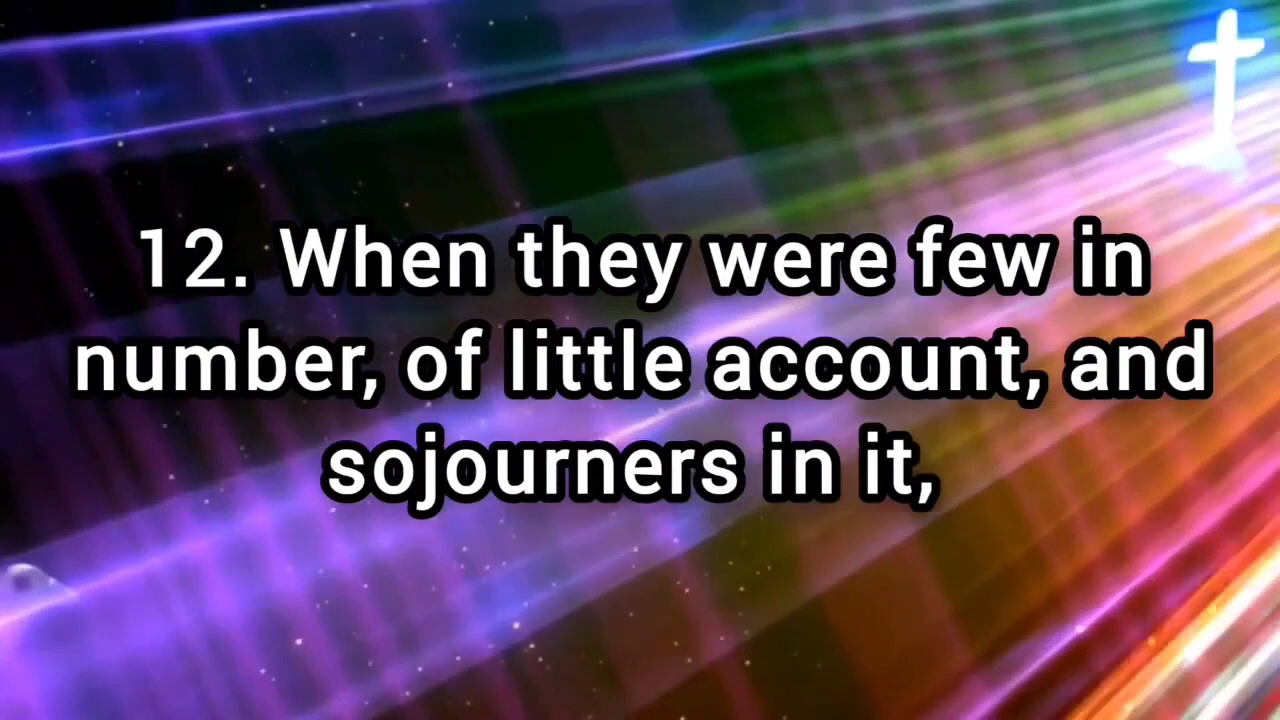 12. When they were few in
number, of little account, and
sojourners in it,